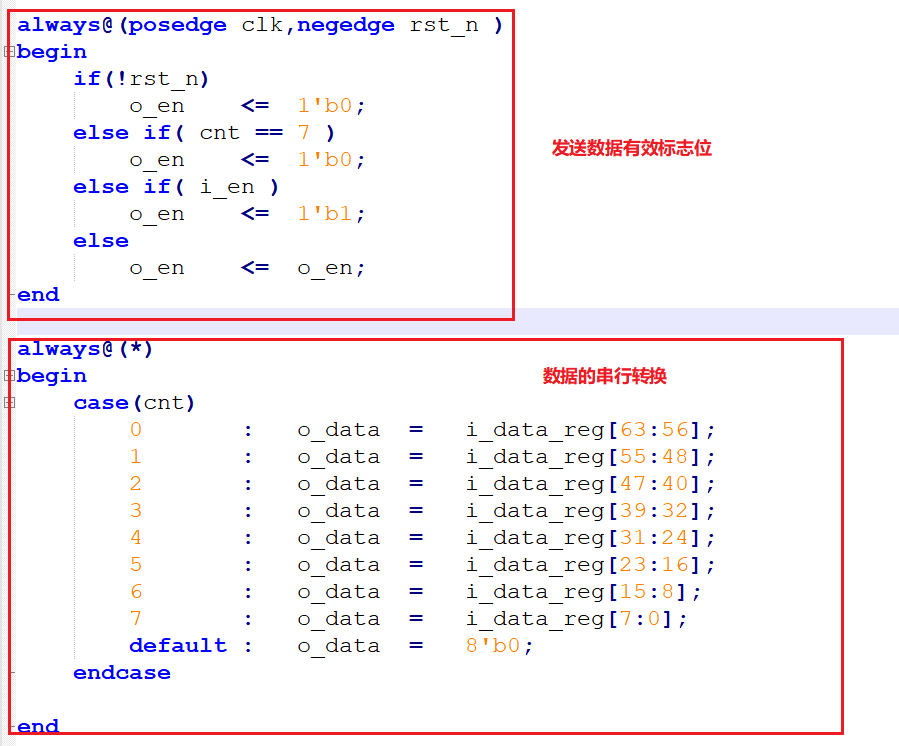 always@(posedge clk,negedge rst_n )
begin
if(!rst_n)
o_en <= 1'b0;
else if( cnt == 7 )
o_en <= 1'b0;
else if( i_en )
o_en <= 1'b1;
else
o_en <= o_en;
end
发送数据有效标志位
always@(*)
begin
数据的串行转换
case(cnt)
0 : o_data = i_data_reg[63:56];
1 : o_data = i_data_reg[55:48];
2 : o_data = i_data_reg[47:40];
3 : o_data = i_data_reg[39:32];
4 : o_data = i_data_reg[31:24];
5 : o_data = i_data_reg[23:16];
6 : o_data = i_data_reg[15:8];
7 : o_data = i_data_reg[7:0];
default : o_data = 8'b0;
endcase
end